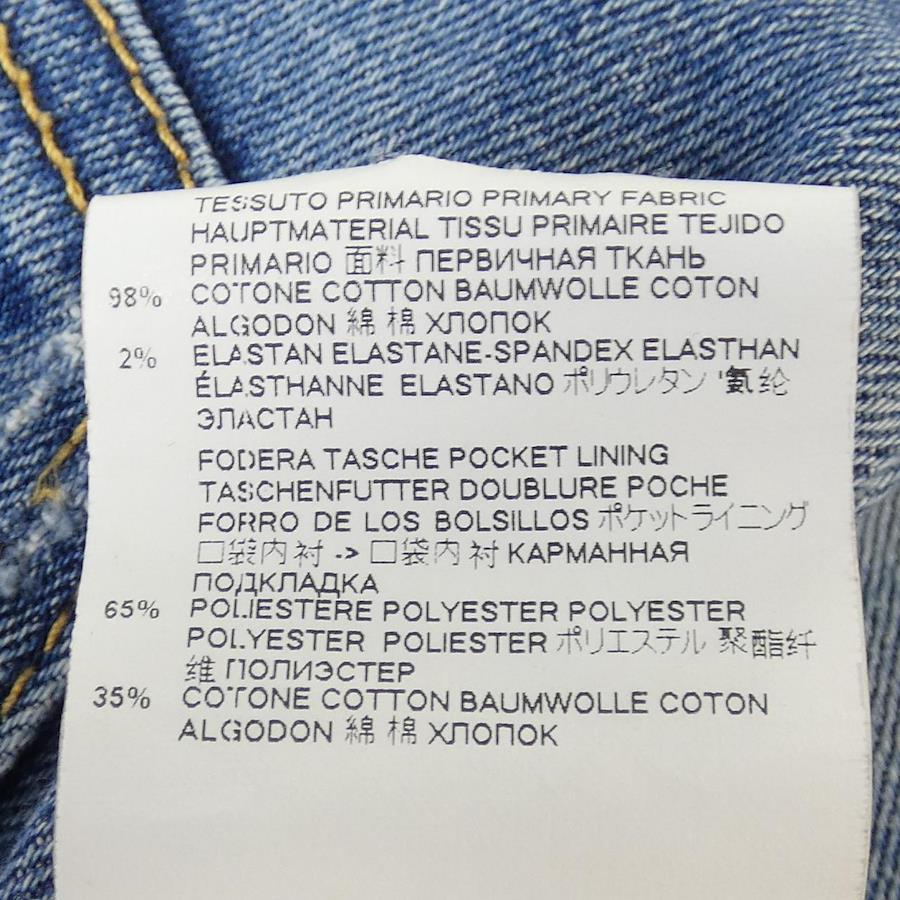 TESSUTO PRIMARIO PRIMARY FABRIC
HAUPTMATERIAL TISSU PRIMAIRE TEJIDO
PRIMARIO 面料 ПЕРВИЧНАЯ ТКАНЬ
98% COTONE COTTON BAUMWOLLE COTON
ALGODON 綿 棉 ХЛОПОК
2% ELASTAN ELASTANE-SPANDEX ELASTHAN
ÉLASTHANNE ELASTANO ポリウレタン '氨纶
ЭЛАСТАН
FODERA TASCHE POCKET LINING
TASCHENFUTTER DOUBLURE POCHE
FORRO DE LOS BOLSILLOS ポケットライニング
口袋内衬 -> 口袋内衬 КАРМАННАЯ
ПОДКЛАДКА
65% POLIESTERE POLYESTER POLYESTER
POLYESTER POLIESTER ポリエステル 聚酯纤
维 ПОЛИЭСТЕР
35% COTONE COTTON BAUMWOLLE COTON
ALGODON 綿 棉 ХЛОПОК